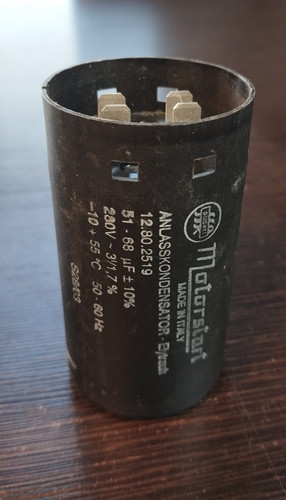 Motorstart
MADE IN ITALY
ANLASSKONDENSATOR -
12.80.2519
51 - 68 µF ± 10%
280V ~ 3/1,7 %
–10 + 55 °C 50 - 60 Hz